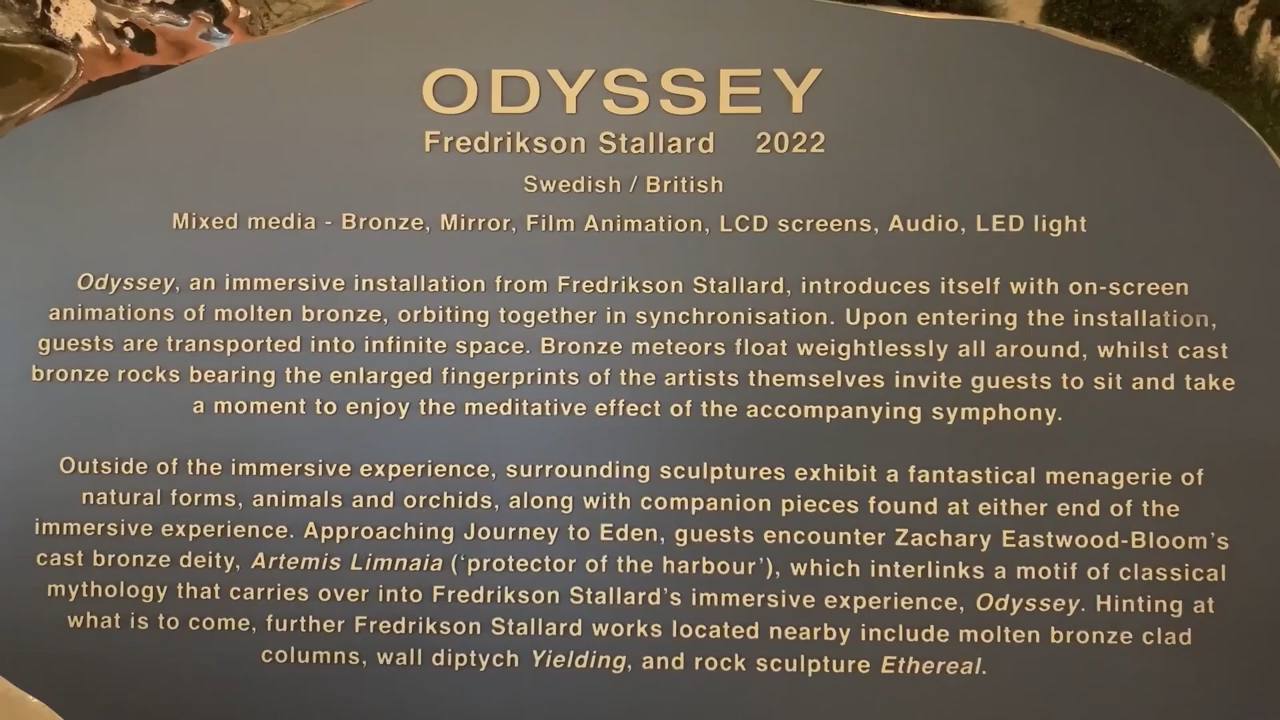 ODYSSEY
Fredrikson Stallard 2022
Swedish / British
Mixed media - Bronze, Mirror, Film Animation, LCD screens, Audio, LED light
Odyssey, an immersive installation from Fredrikson Stallard, introduces itself with on-screen
animations of molten bronze, orbiting together in synchronisation. Upon entering the installation,
guests are transported into infinite space. Bronze meteors float weightlessly all around, whilst cast
bronze rocks bearing the enlarged fingerprints of the artists themselves invite guests to sit and take
a moment to enjoy the meditative effect of the accompanying symphony.
Outside of the immersive experience, surrounding sculptures exhibit a fantastical menagerie of
natural forms, animals and orchids, along with companion pieces found at either end of the
immersive experience. Approaching Journey to Eden, guests encounter Zachary Eastwood-Bloom's
cast bronze deity, Artemis Limnaia ('protector of the harbour'), which interlinks a motif of classical
mythology that carries over into Fredrikson Stallard's immersive experience, Odyssey. Hinting at
what is to come, further Fredrikson Stallard works located nearby include molten bronze clad
columns, wall diptych Yielding, and rock sculpture Ethereal.